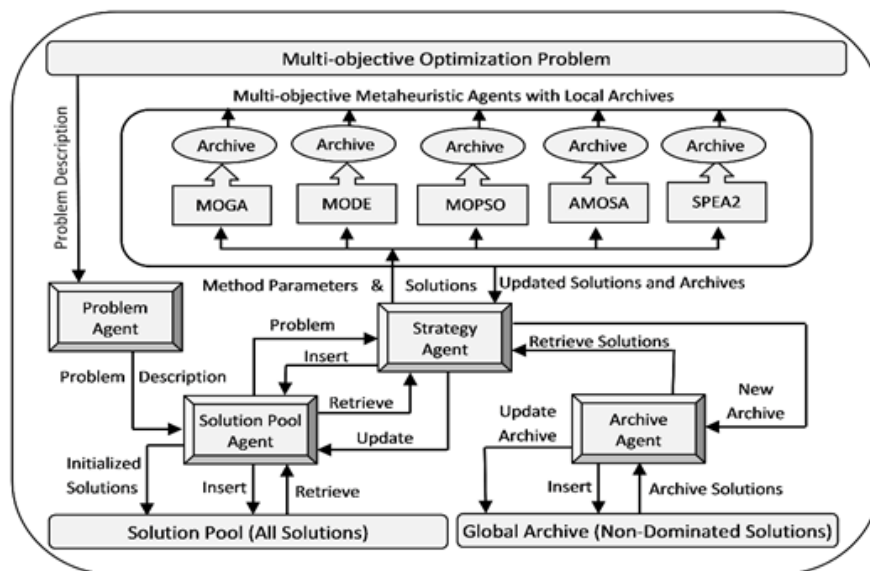 Multi-objective Optimization Problem
Problem Description
Multi-objective Metaheuristic Agents with Local Archives
Archive
Archive
Archive
Archive
Archive
MOGA
MODE
MOPSO
AMOSA
SPEA2
Method Parameters & Solutions
Updated Solutions and Archives
Problem
Agent
Problem Description
Problem
Insert
Retrieve
Update
Strategy
Agent
Retrieve Solutions
New
Archive
Solution Pool
Agent
Update
Archive
Archive
Agent
Initialized
Solutions
Insert
Retrieve
Insert
Archive Solutions
Solution Pool (All Solutions)
Global Archive (Non-Dominated Solutions)